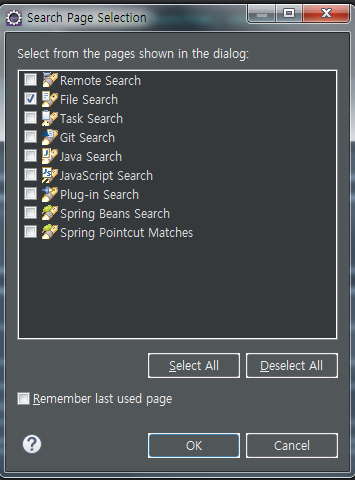 Search Page Selection
Select from the pages shown in the dialog:
Remote Search
File Search
Task Search
Git Search
Java Search
JavaScript Search
Plug-in Search
Spring Beans Search
Spring Pointcut Matches
Select All Deselect All
Remember last used page
OK Cancel